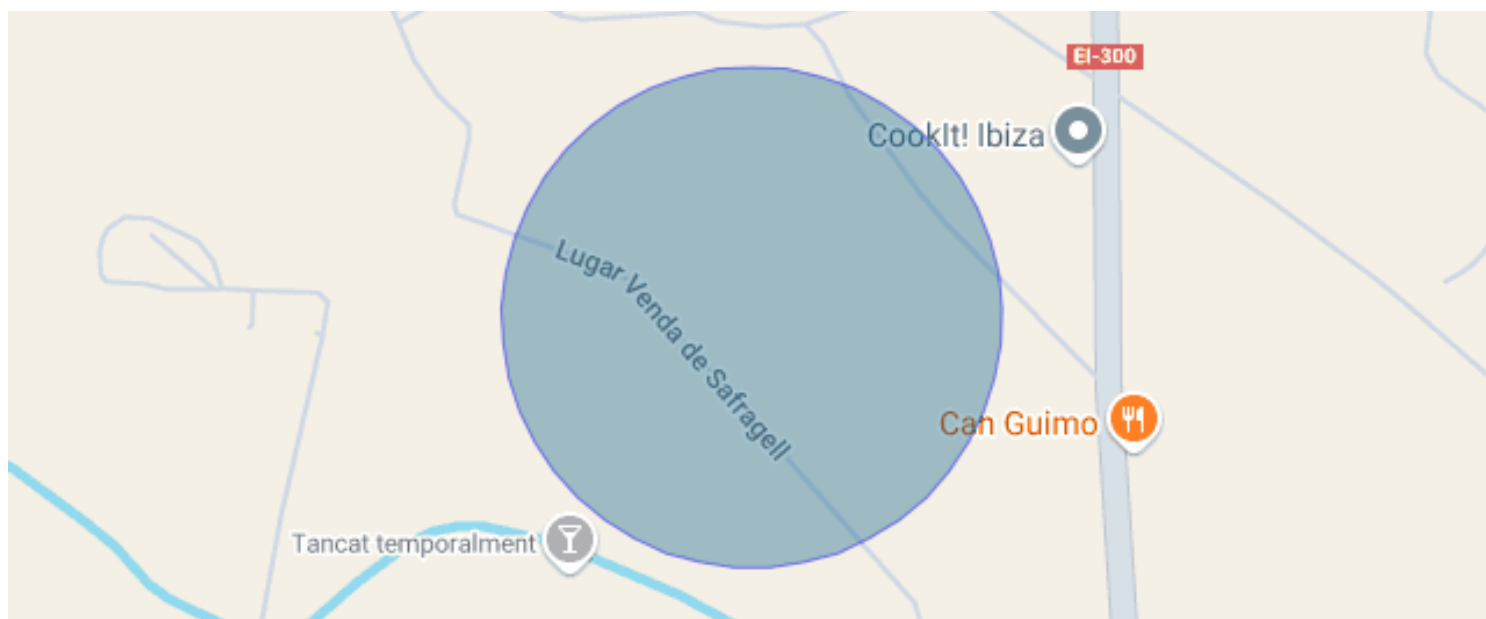 EI-300
CookIt! Ibiza
Lugar Venda de Safragell
Can Guimo
Tancat temporalment